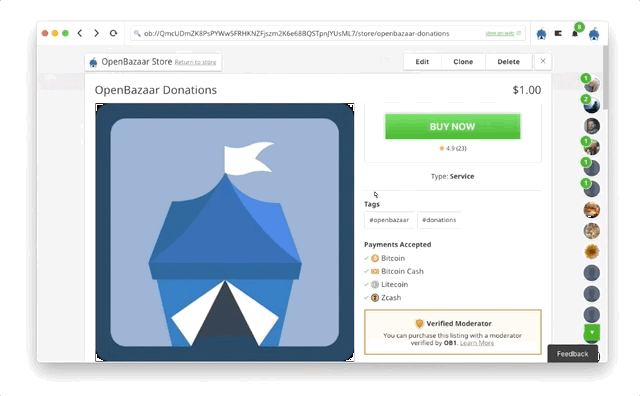 ob://QmcUDmZK8PsPYWw5FRHKNZFjszm2K6e68BQSTpnJYUsML7/store/openbazaar-donations
View on web
8
OpenBazaar Store Return to store
Edit
Clone
Delete
OpenBazaar Donations
$1.00
BUY NOW
4.9 (23)
Type: Service
Tags
#openbazaar
#donations
Payments Accepted
Bitcoin
Bitcoin Cash
Litecoin
Zcash
Verified Moderator
You can purchase this listing with a moderator
verified by OB1. Learn More
1
2
1
1
1
Feedback